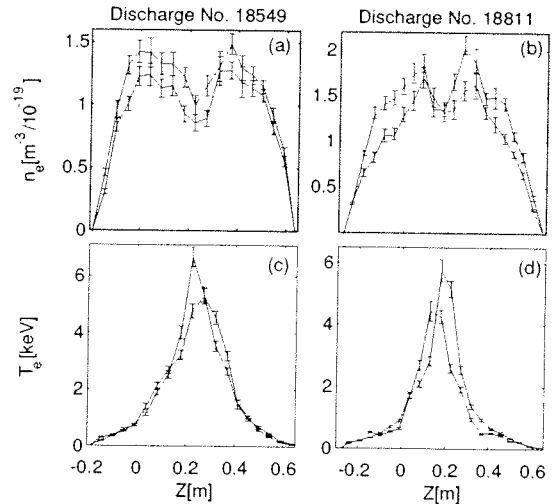 Discharge No. 18549
Discharge No. 18811
(a)
(b)
1.5
1
0.5
0
n_e[m^-3/10^-19]
2
1.5
1
0.5
(c)
(d)
6
4
2
0
T_e[keV]
6
4
2
0
-0.2 0 0.2 0.4 0.6
Z[m]
-0.2 0 0.2 0.4 0.6
Z[m]